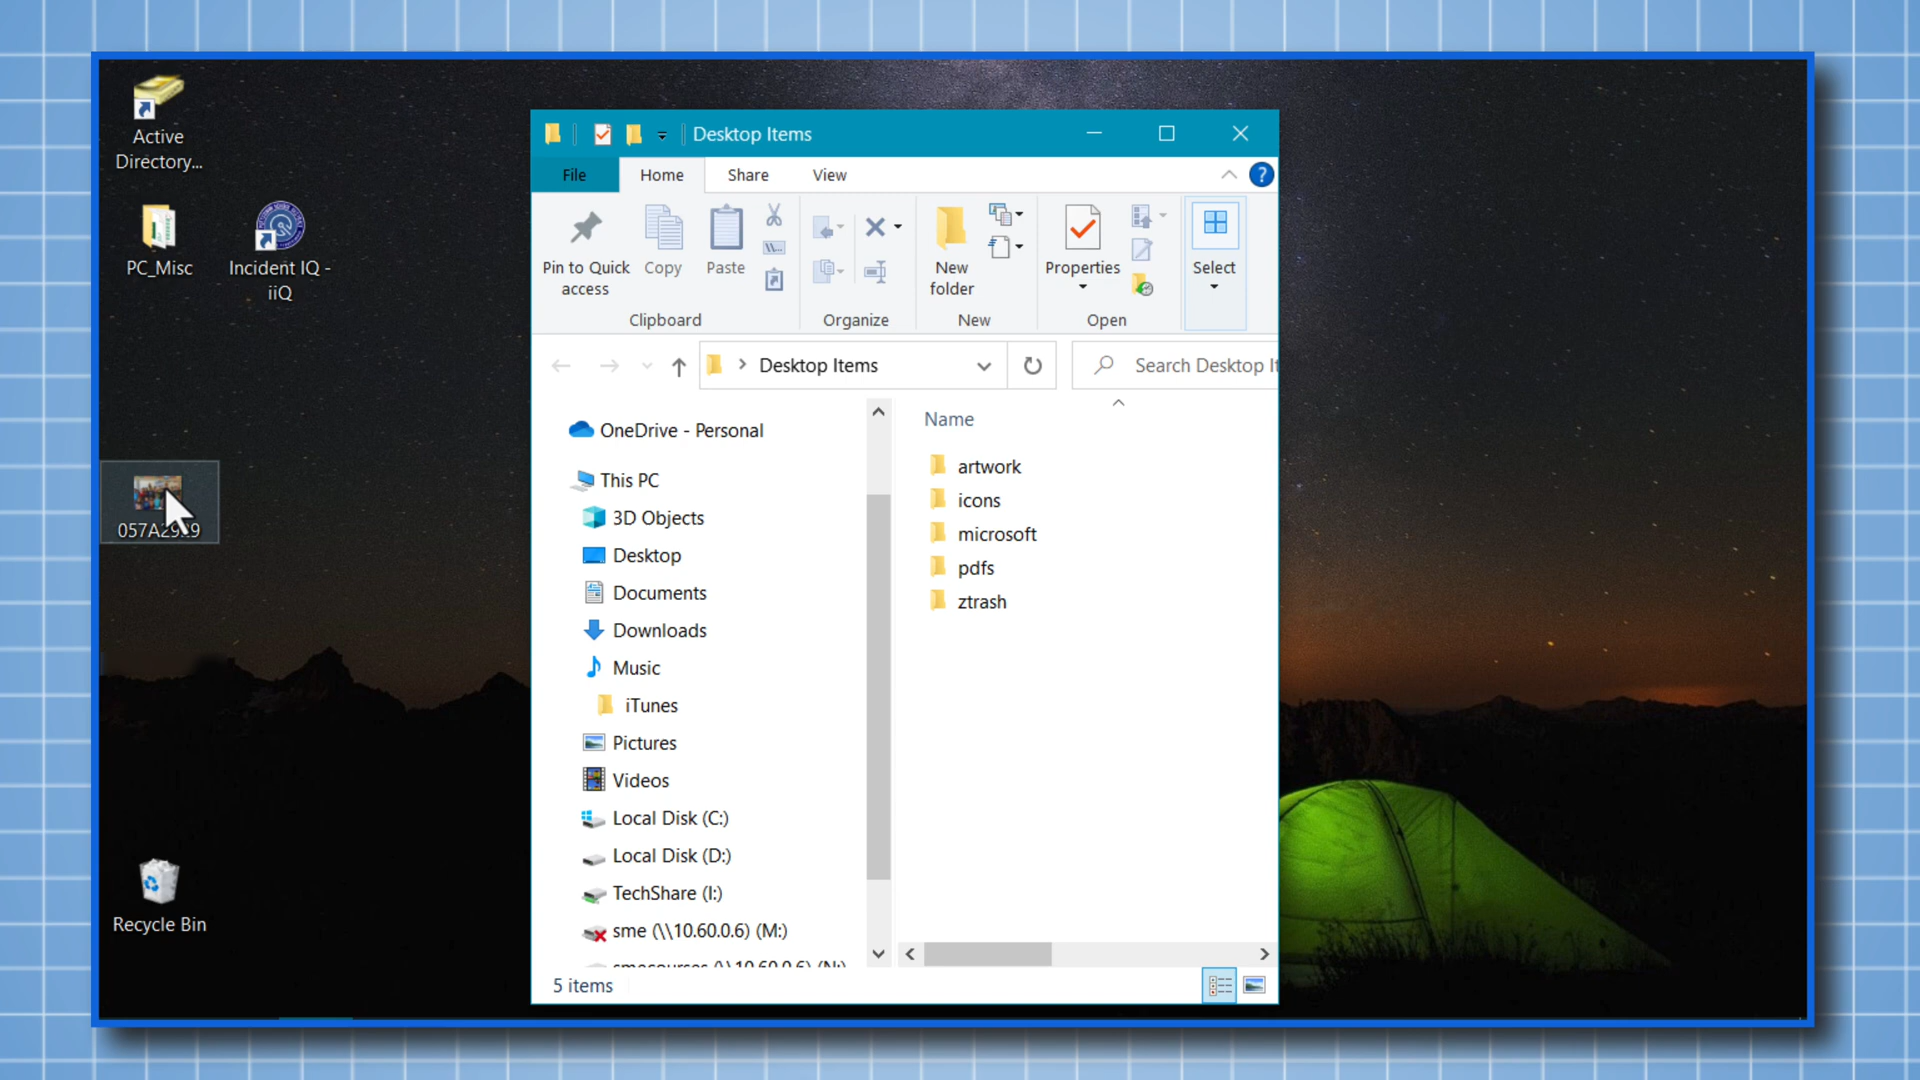 Active
Directory...
PC_Misc
Incident IQ -
iiQ
Recycle Bin
Desktop Items
File
Home
Share
View
Pin to Quick
access
Copy
Paste
New
folder
Properties
Select
Clipboard
Organize
New
Open
Desktop Items
Search Desktop
OneDrive - Personal
This PC
3D Objects
Desktop
Documents
Downloads
Music
iTunes
Pictures
Videos
Local Disk (C:)
Local Disk (D:)
TechShare (I:)
sme (\\10.60.0.6) (M:)
Name
artwork
icons
microsoft
pdfs
ztrash
5 items